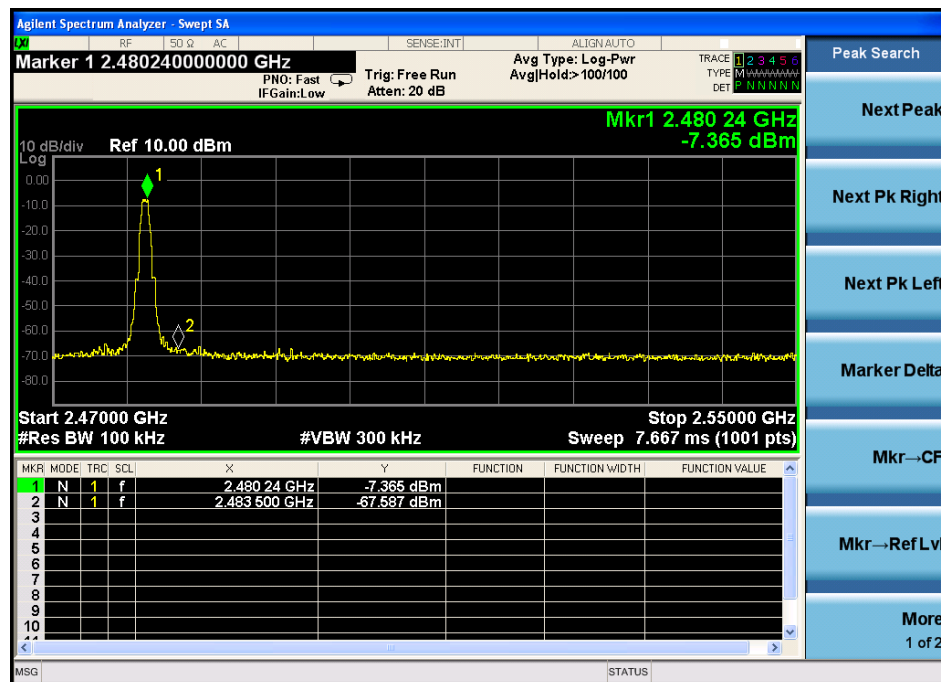 Agilent Spectrum Analyzer - Swept SA
LXI RF 50 Ω AC SENSE:INT ALIGN AUTO
Marker 1 2.480240000000 GHz
PNO: Fast
IFGain:Low
Trig: Free Run
Atten: 20 dB
Avg Type: Log-Pwr
Avg|Hold:>100/100
TRACE 1 2 3 4 5 6
TYPE M WWWWW
DET P N N N N N
Mkr1 2.480 24 GHz
-7.365 dBm
10 dB/div Ref 10.00 dBm
Log
0.00
-10.0
-20.0
-30.0
-40.0
-50.0
-60.0
-70.0
-80.0
1
2
Start 2.47000 GHz Stop 2.55000 GHz
#Res BW 100 kHz #VBW 300 kHz Sweep 7.667 ms (1001 pts)
MKR MODE TRC SCL X Y FUNCTION FUNCTION WIDTH FUNCTION VALUE
1 N 1 f 2.480 24 GHz -7.365 dBm
2 N 1 f 2.483 500 GHz -67.587 dBm
3
4
5
6
7
8
9
10
11
MSG STATUS
Peak Search
Next Peak
Next Pk Right
Next Pk Left
Marker Delta
Mkr→CF
Mkr→Ref Lvl
More
1 of 2